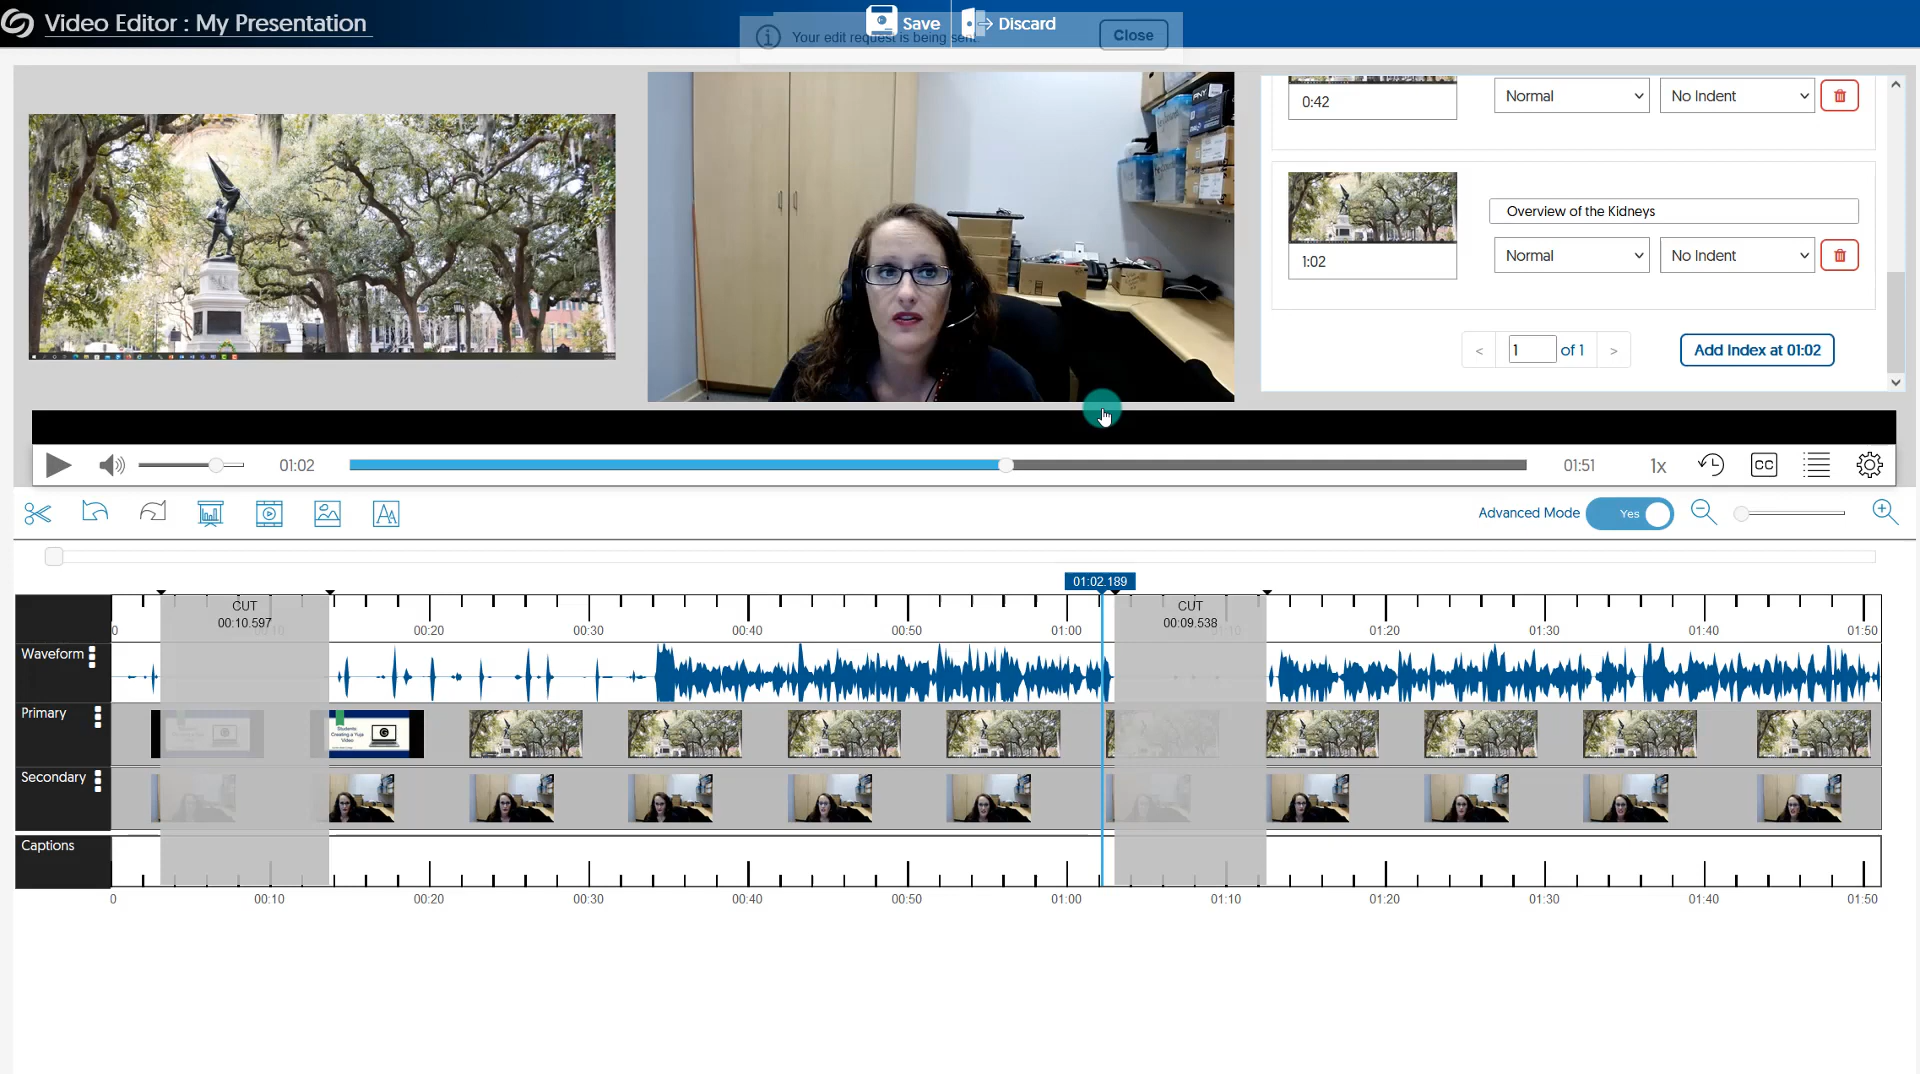 Video Editor : My Presentation
Save
Discard
Your edit request is being sent
Close
0:42
Normal
No Indent
Overview of the Kidneys
1:02
Normal
No Indent
<
1
of 1
>
Add Index at 01:02
01:02
01:51
1x
CC
Advanced Mode
Yes
01:02.189
CUT
00:10.597
CUT
00:09.538
0
00:20
00:30
00:40
00:50
01:00
01:20
01:30
01:40
01:50
Waveform
Primary
Students
Creating a Yuja
Video
Secondary
Captions
0
00:10
00:20
00:30
00:40
00:50
01:00
01:10
01:20
01:30
01:40
01:50